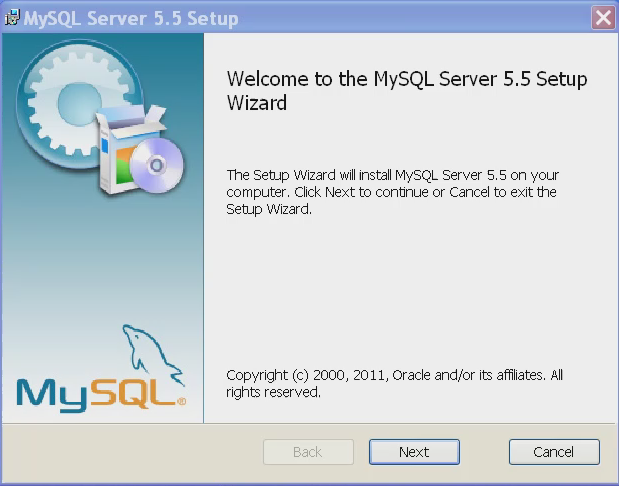 MySQL Server 5.5 Setup
Welcome to the MySQL Server 5.5 Setup
Wizard
The Setup Wizard will install MySQL Server 5.5 on your
computer. Click Next to continue or Cancel to exit the
Setup Wizard.
MySQL®
Copyright (c) 2000, 2011, Oracle and/or its affiliates. All
rights reserved.
Back Next Cancel